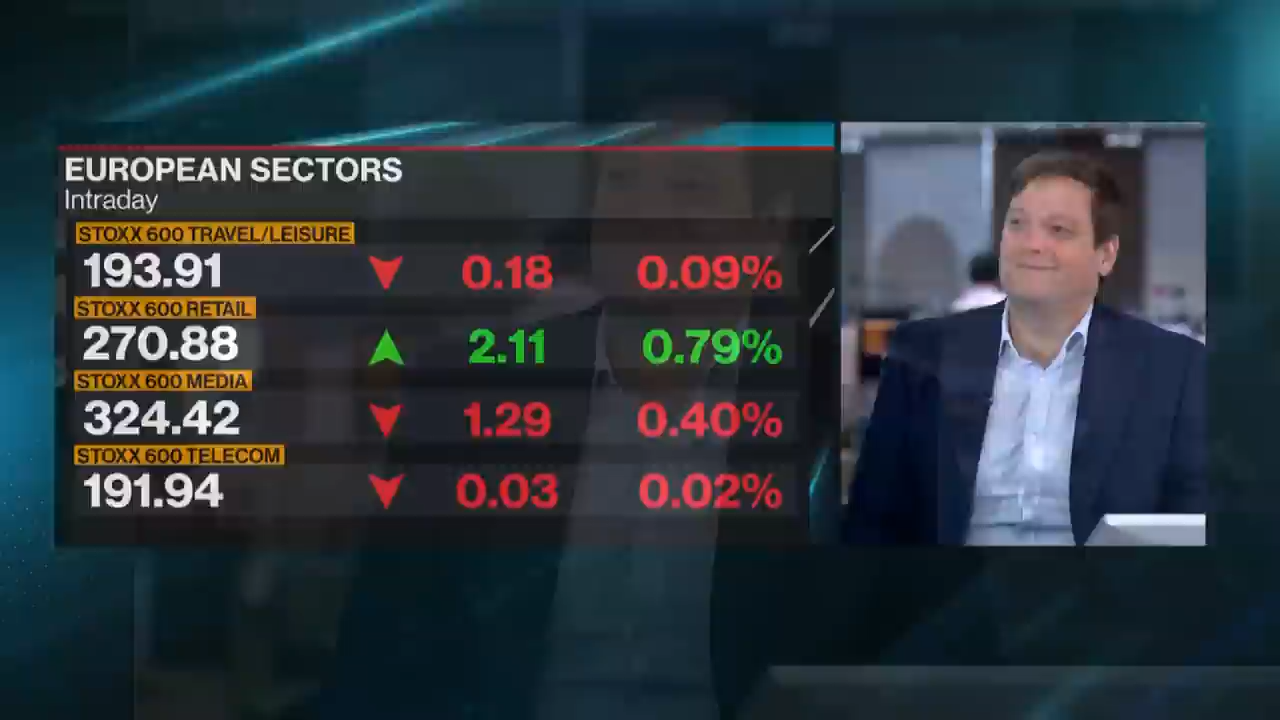 EUROPEAN SECTORS
Intraday
STOXX 600 TRAVEL/LEISURE
193.91 0.18 0.09%
STOXX 600 RETAIL
270.88 2.11 0.79%
STOXX 600 MEDIA
324.42 1.29 0.40%
STOXX 600 TELECOM
191.94 0.03 0.02%